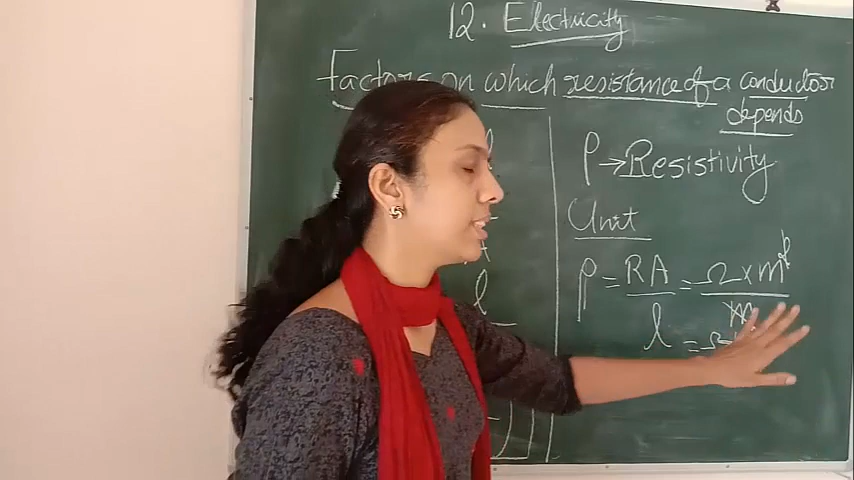 12. Electricity
Factors on which resistance of a conductor
depends
ρ → Resistivity
Unit
ρ = RA/l = Ω × m²/m
= Ω
l